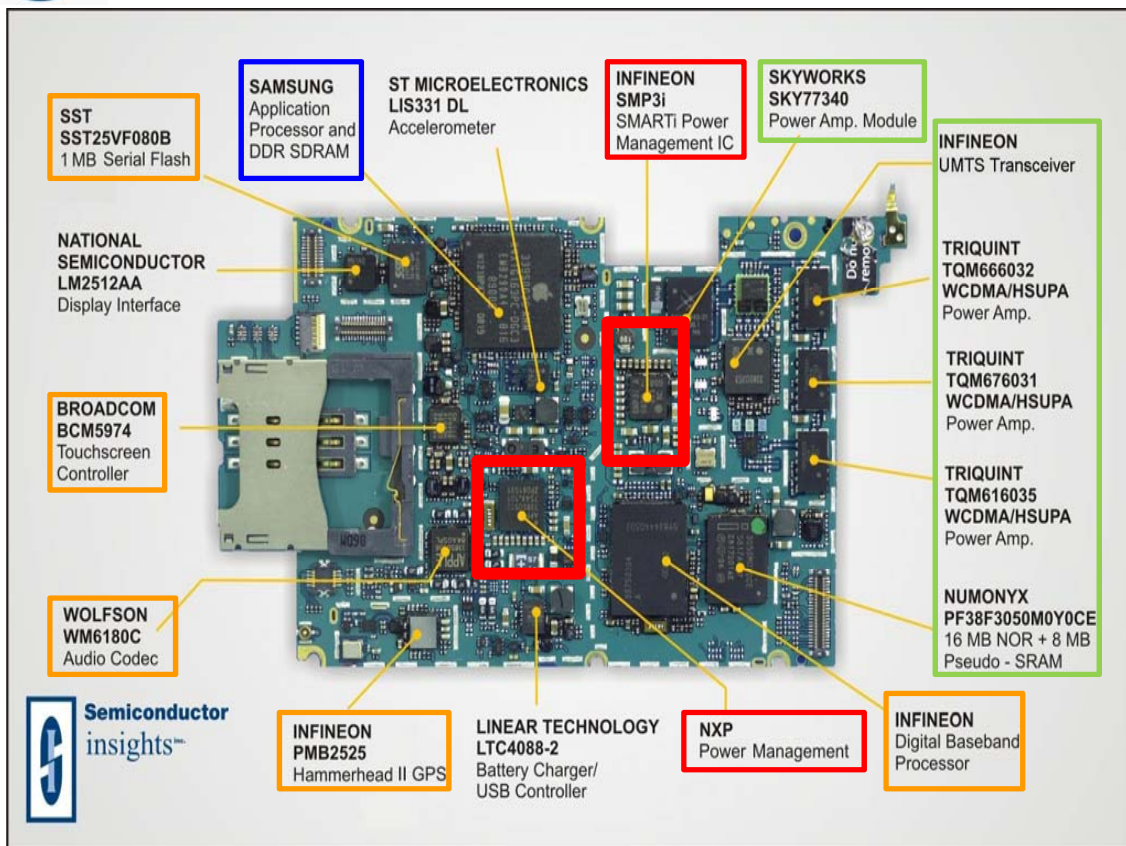 SST
SST25VF080B
1 MB Serial Flash
SAMSUNG
Application
Processor and
DDR SDRAM
ST MICROELECTRONICS
LIS331 DL
Accelerometer
INFINEON
SMP3i
SMARTi Power
Management IC
SKYWORKS
SKY77340
Power Amp. Module
INFINEON
UMTS Transceiver
NATIONAL
SEMICONDUCTOR
LM2512AA
Display Interface
TRIQUINT
TQM666032
WCDMA/HSUPA
Power Amp.
BROADCOM
BCM5974
Touchscreen
Controller
TRIQUINT
TQM676031
WCDMA/HSUPA
Power Amp.
TRIQUINT
TQM616035
WCDMA/HSUPA
Power Amp.
WOLFSON
WM6180C
Audio Codec
NUMONYX
PF38F3050M0Y0CE
16 MB NOR + 8 MB
Pseudo - SRAM
Semiconductor
insights
INFINEON
PMB2525
Hammerhead II GPS
LINEAR TECHNOLOGY
LTC4088-2
Battery Charger/
USB Controller
NXP
Power Management
INFINEON
Digital Baseband
Processor